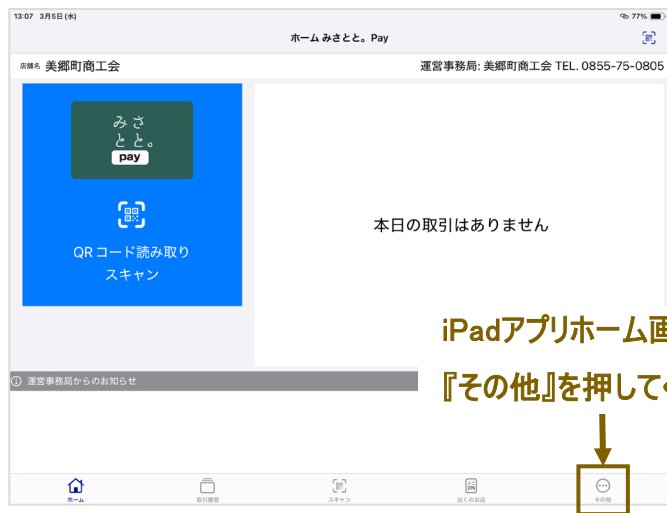 13:07 3月5日(水)
77%
ホーム みさとと。Pay
店舗名 美郷町商工会
運営事務局: 美郷町商工会 TEL. 0855-75-0805
みさ
とと。
pay
QRコード読み取り
スキャン
本日の取引はありません
iPadアプリホーム画
『その他』を押して
運営事務局からのお知らせ
ホーム
取引履歴
スキャン
近くのお店
その他